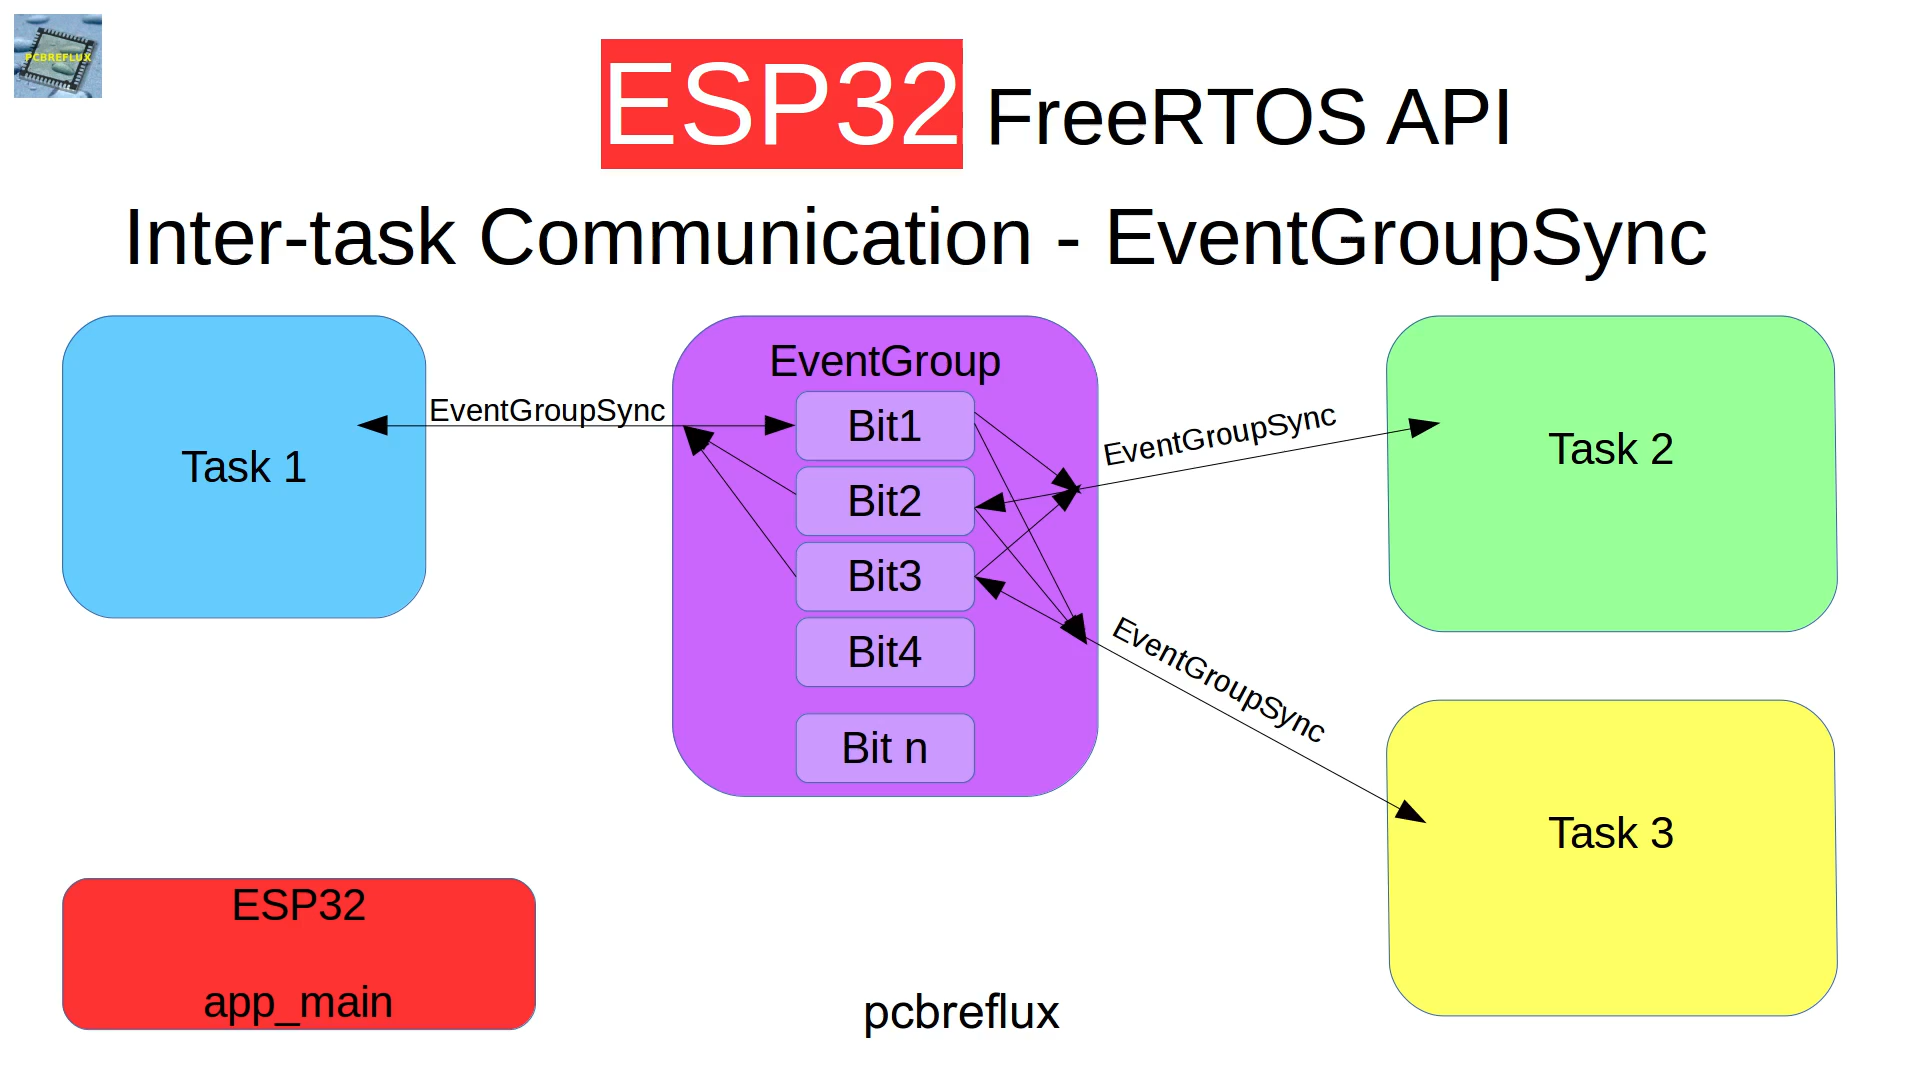 PCBREFLUX
ESP32 FreeRTOS API
Inter-task Communication - EventGroupSync
EventGroup
Task 1
EventGroupSync
Bit1
Bit2
Bit3
Bit4
Bit n
EventGroupSync
Task 2
EventGroupSync
Task 3
ESP32
app_main
pcbreflux